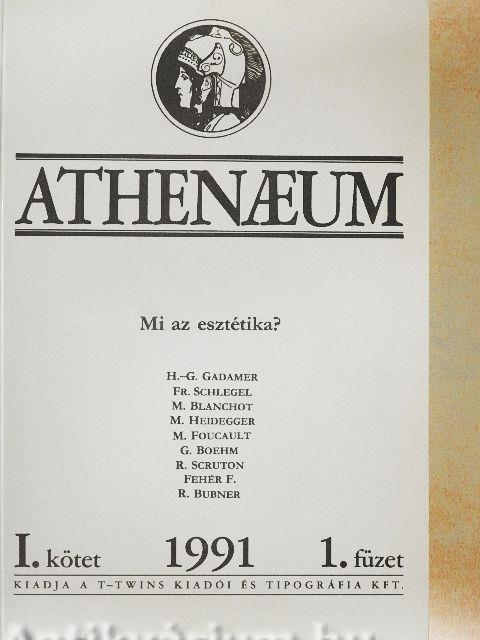 ATHENÆUM
Mi az esztétika?
H.–G. GADAMER
FR. SCHLEGEL
M. BLANCHOT
M. HEIDEGGER
M. FOUCAULT
G. BOEHM
R. SCRUTON
FEHÉR F.
R. BUBNER
I. kötet 1991 1. füzet
KIADJA A T–TWINS KIADÓI ÉS TIPOGRÁFIA KFT.